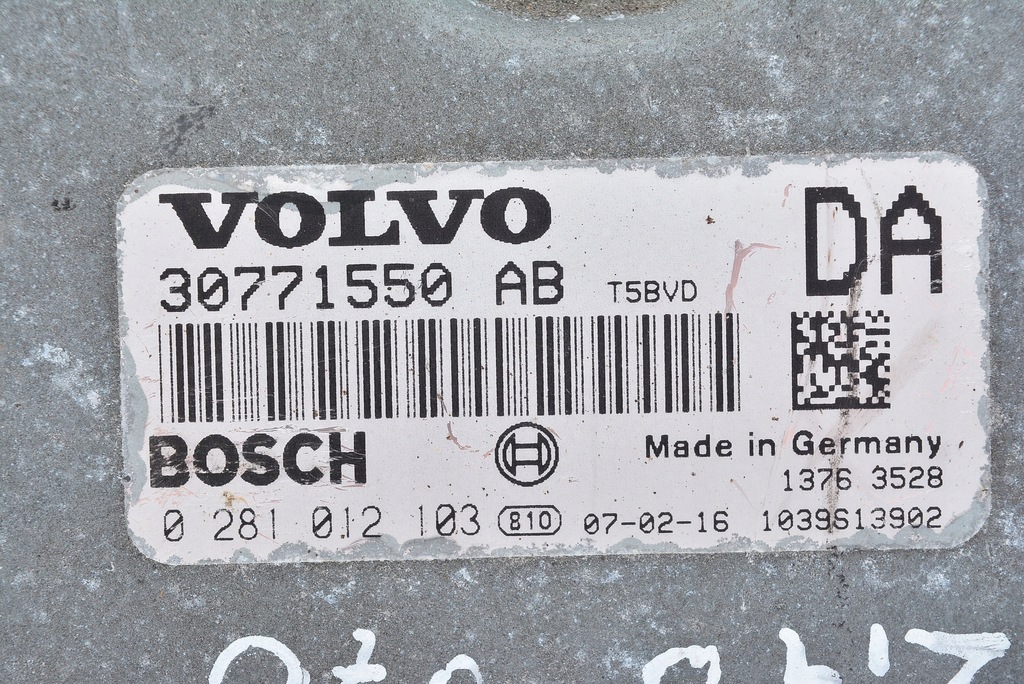 VOLVO DA
30771550 AB T5BVD
BOSCH Made in Germany
1376 3528
0 281 012 103 810 07-02-16 1039S13902